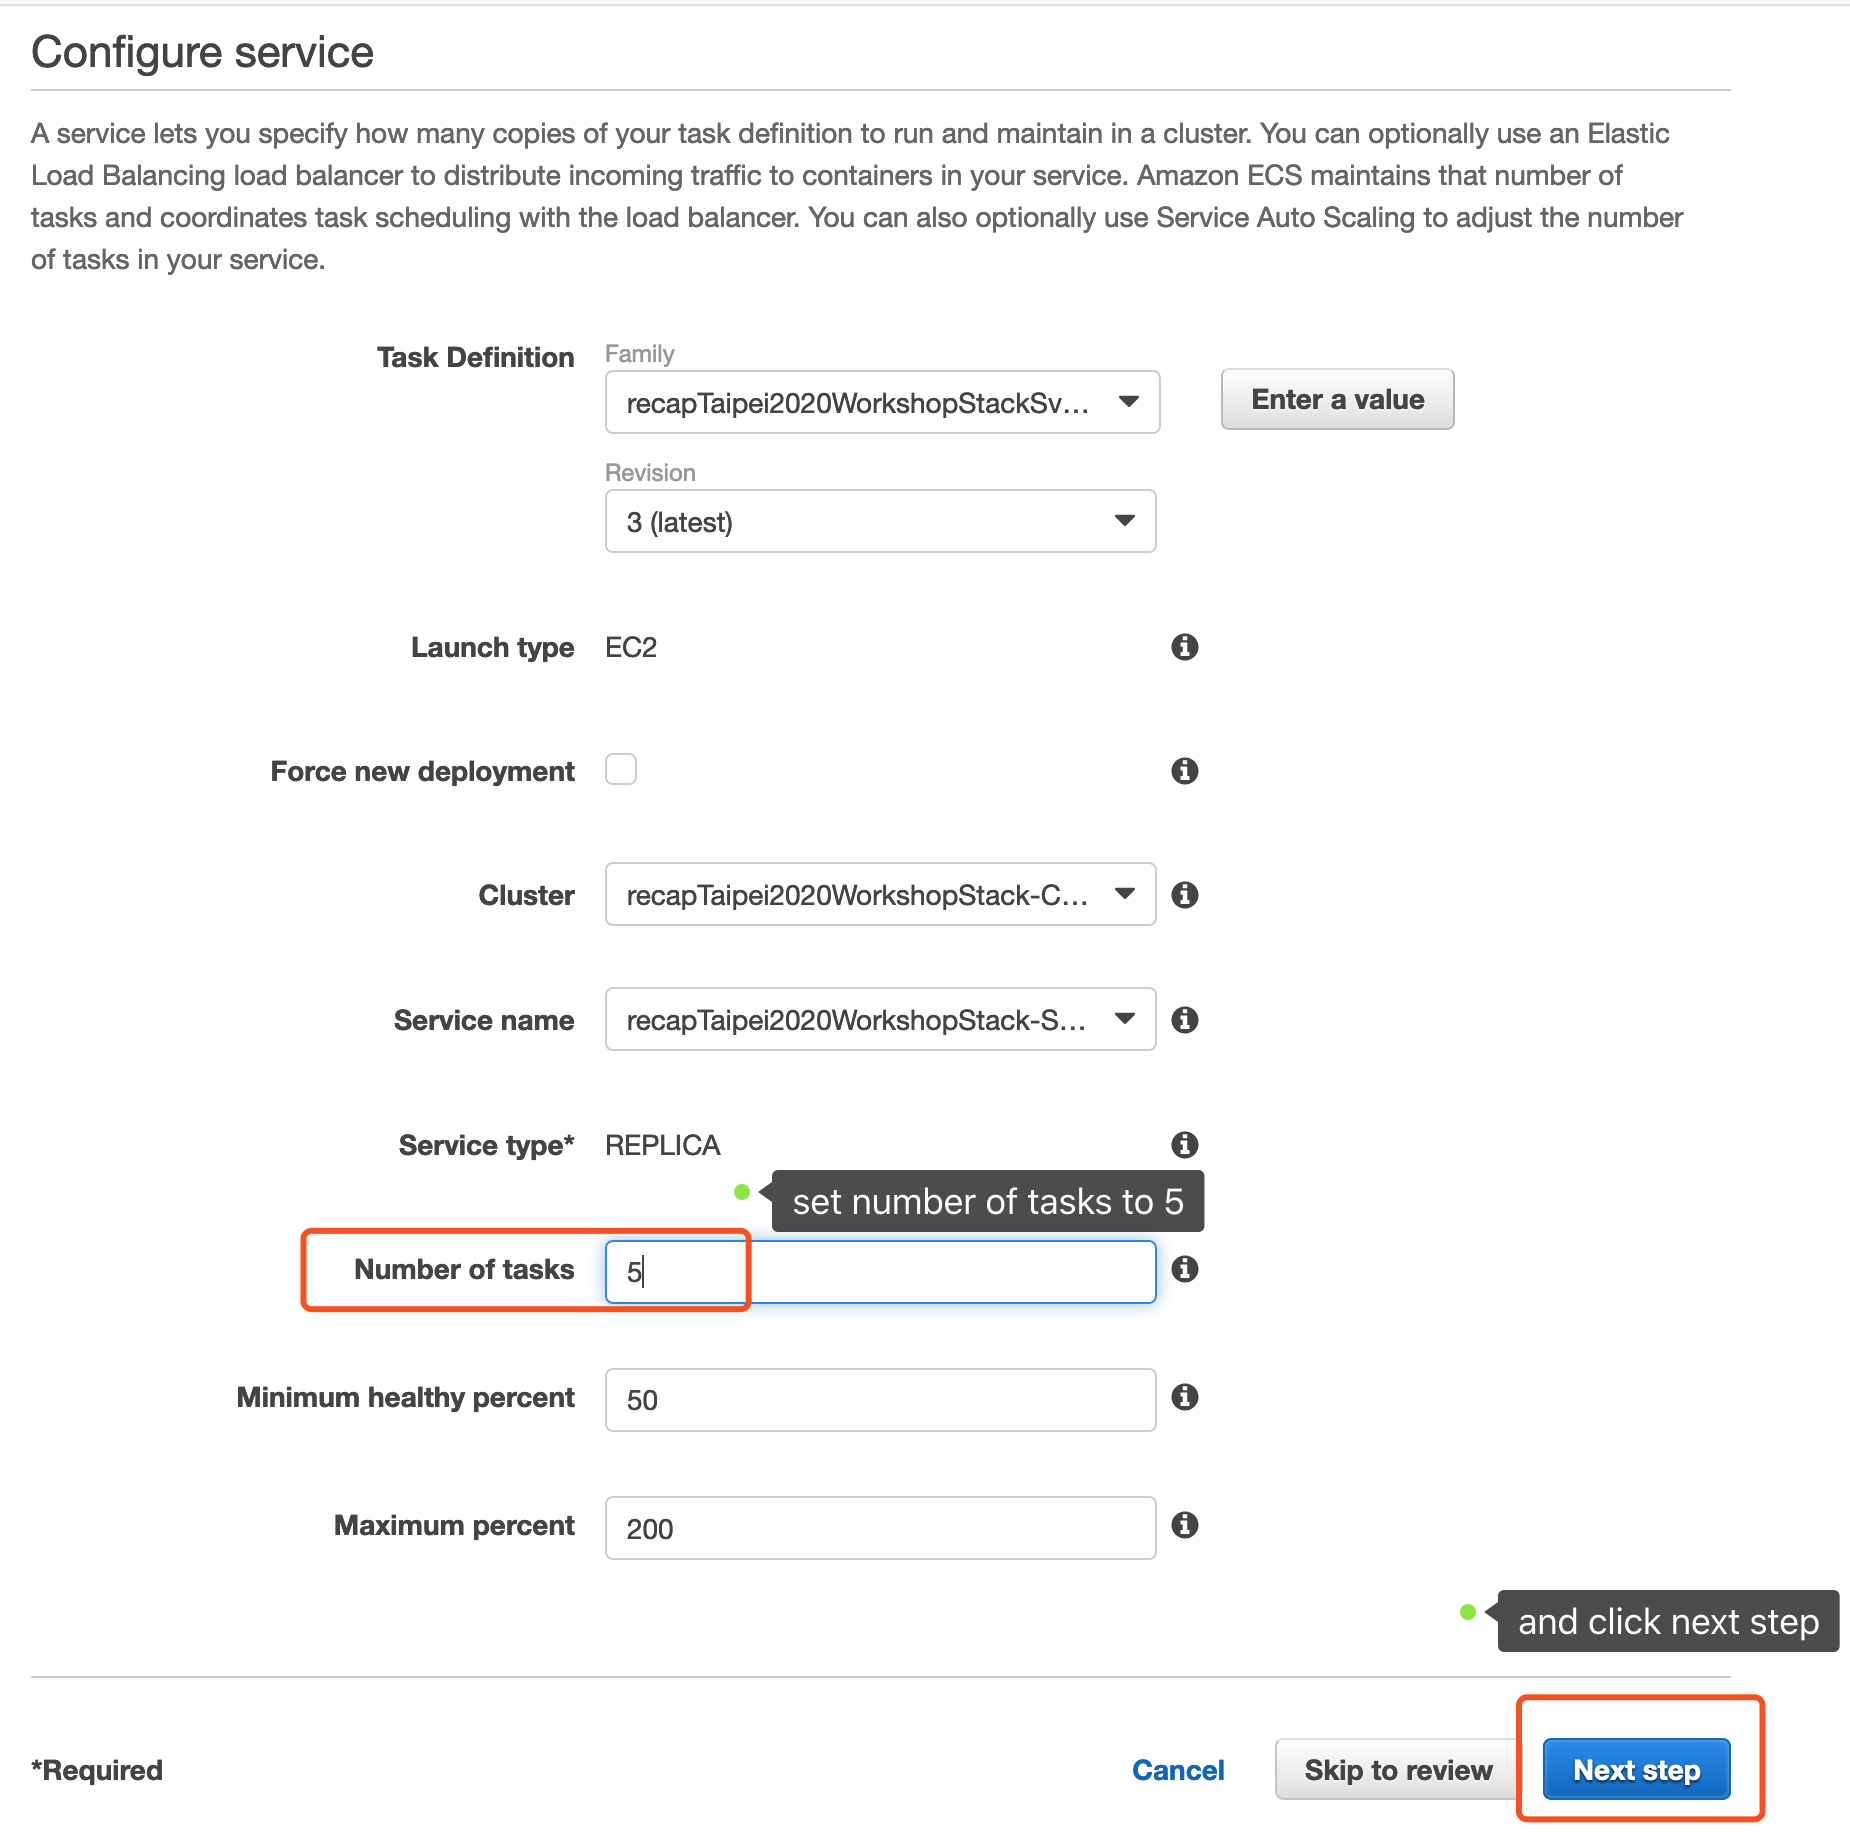 Configure service
A service lets you specify how many copies of your task definition to run and maintain in a cluster. You can optionally use an Elastic
Load Balancing load balancer to distribute incoming traffic to containers in your service. Amazon ECS maintains that number of
tasks and coordinates task scheduling with the load balancer. You can also optionally use Service Auto Scaling to adjust the number
of tasks in your service.
Task Definition
Family
recapTaipei2020WorkshopStackSv...
Enter a value
Revision
3 (latest)
Launch type EC2
Force new deployment
Cluster recapTaipei2020WorkshopStack-C...
Service name recapTaipei2020WorkshopStack-S...
Service type* REPLICA
set number of tasks to 5
Number of tasks 5
Minimum healthy percent 50
Maximum percent 200
and click next step
*Required Cancel Skip to review Next step